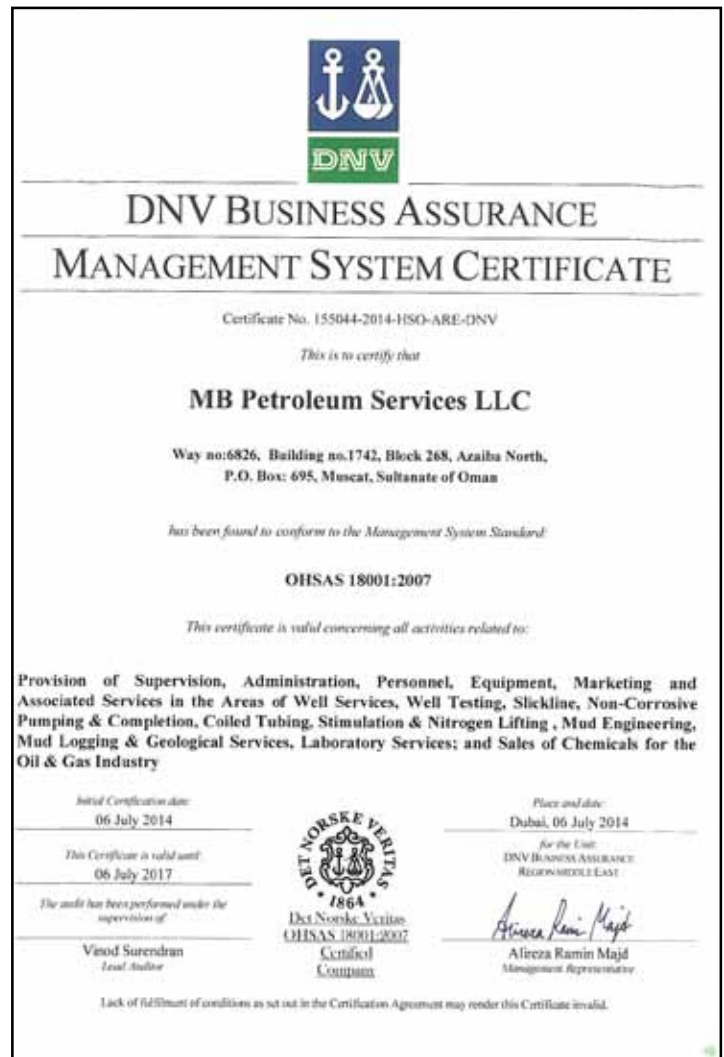 DNV
DNV BUSINESS ASSURANCE
MANAGEMENT SYSTEM CERTIFICATE
Certificate No. 155044-2014-HSO-ARE-DNV
This is to certify that
MB Petroleum Services LLC
Way no:6826, Building no.1742, Block 268, Azaiba North,
P.O. Box: 695, Muscat, Sultanate of Oman
has been found to conform to the Management System Standard:
OHSAS 18001:2007
This certificate is valid concerning all activities related to:
Provision of Supervision, Administration, Personnel, Equipment, Marketing and
Associated Services in the Areas of Well Services, Well Testing, Slickline, Non-Corrosive
Pumping & Completion, Coiled Tubing, Stimulation & Nitrogen Lifting , Mud Engineering,
Mud Logging & Geological Services, Laboratory Services; and Sales of Chemicals for the
Oil & Gas Industry
Initial Certification date:
06 July 2014
This Certificate is valid until:
06 July 2017
The audit has been performed under the
supervision of
Vinod Surendran
Lead Auditor
DET NORSKE VERITAS
1864
Det Norske Veritas
OHSAS 18001:2007
Certified
Company
Place and date:
Dubai, 06 July 2014
for the Unit:
DNV BUSINESS ASSURANCE
REGION MIDDLE EAST
Alireza Ramin Majd
Alireza Ramin Majd
Management Representative
Lack of fulfilment of conditions as set out in the Certification Agreement may render this Certificate invalid.